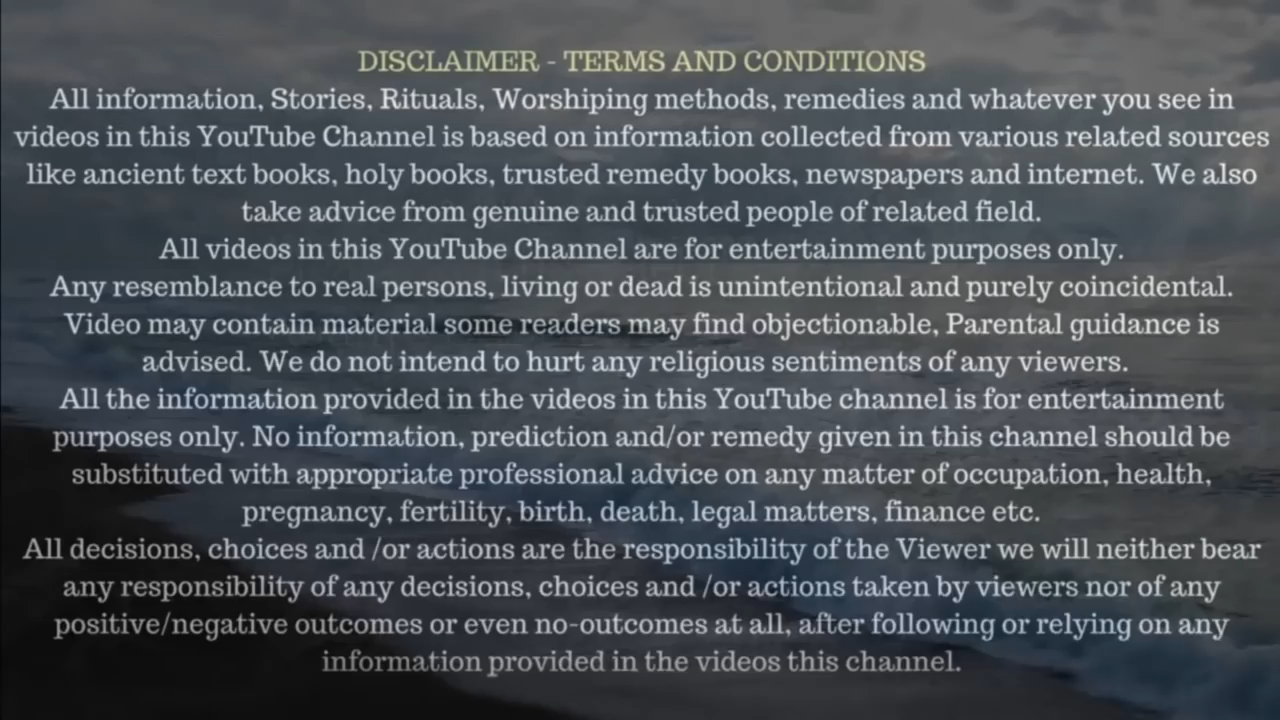 DISCLAIMER - TERMS AND CONDITIONS
All information, Stories, Rituals, Worshiping methods, remedies and whatever you see in
videos in this YouTube Channel is based on information collected from various related sources
like ancient text books, holy books, trusted remedy books, newspapers and internet. We also
take advice from genuine and trusted people of related field.
All videos in this YouTube Channel are for entertainment purposes only.
Any resemblance to real persons, living or dead is unintentional and purely coincidental.
Video may contain material some readers may find objectionable, Parental guidance is
advised. We do not intend to hurt any religious sentiments of any viewers.
All the information provided in the videos in this YouTube channel is for entertainment
purposes only. No information, prediction and/or remedy given in this channel should be
substituted with appropriate professional advice on any matter of occupation, health,
pregnancy, fertility, birth, death, legal matters, finance etc.
All decisions, choices and /or actions are the responsibility of the Viewer we will neither bear
any responsibility of any decisions, choices and /or actions taken by viewers nor of any
positive/negative outcomes or even no-outcomes at all, after following or relying on any
information provided in the videos this channel.